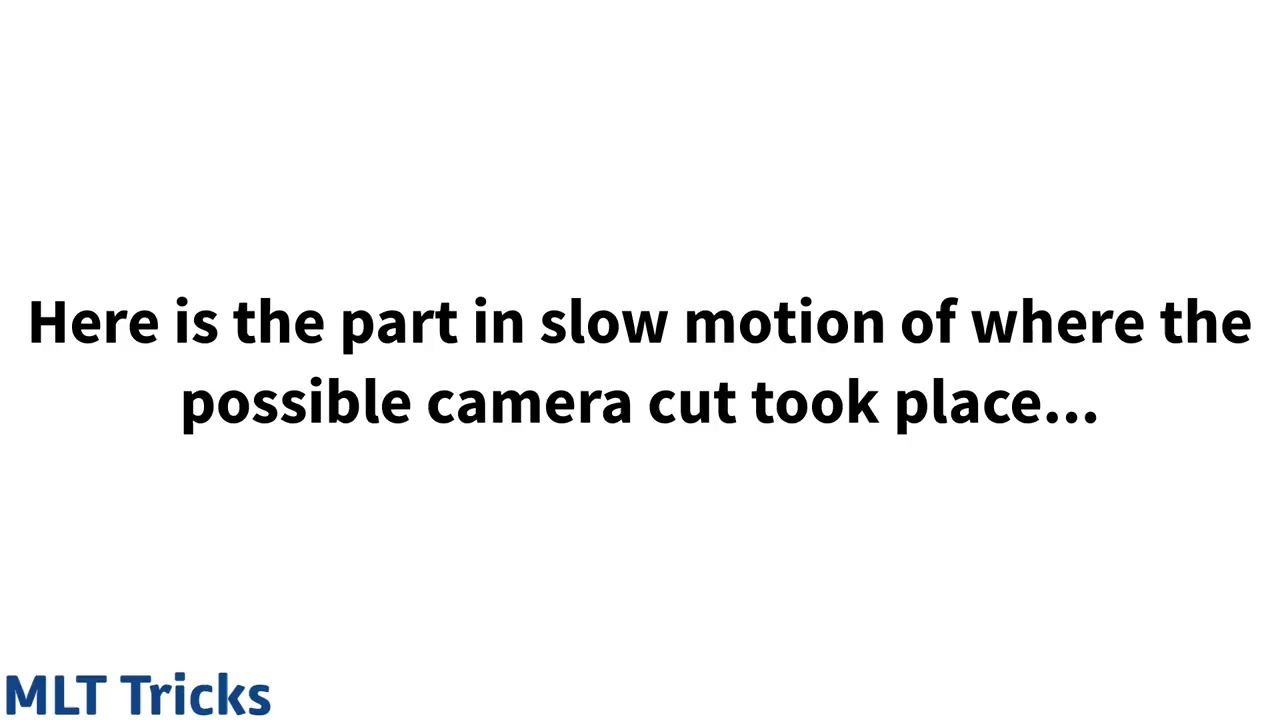 Here is the part in slow motion of where the
possible camera cut took place...
MLT Tricks